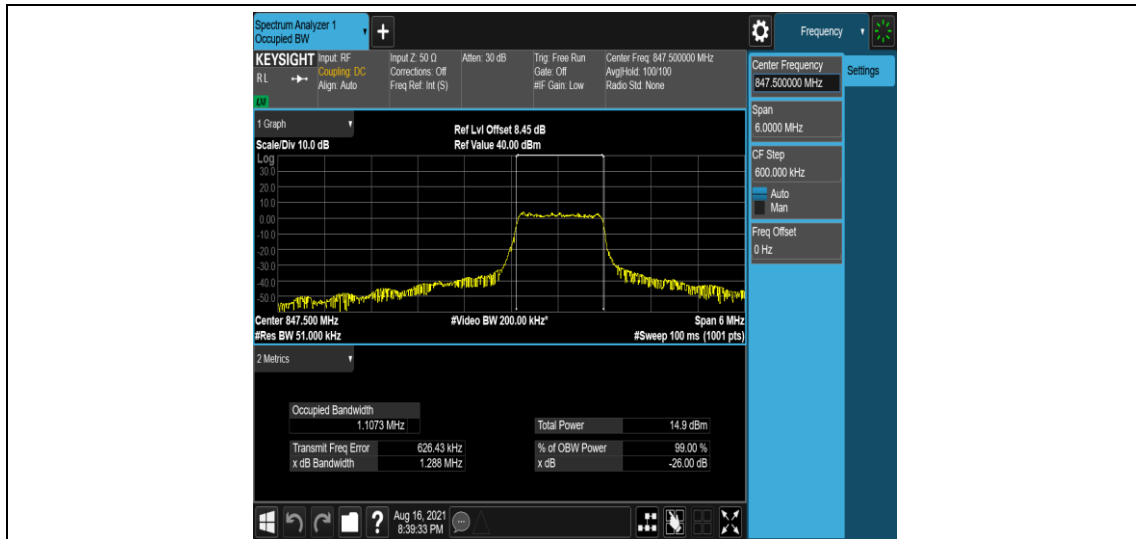 Spectrum Analyzer 1
Occupied BW
+
Frequency
KEYSIGHT
RL
LXI
Input: RF
Coupling: DC
Align: Auto
Input Z: 50 Ω
Corrections: Off
Freq Ref: Int (S)
Atten: 30 dB
Trig: Free Run
Gate: Off
#IF Gain: Low
Center Freq: 847.500000 MHz
Avg|Hold: 100/100
Radio Std: None
Center Frequency
847.500000 MHz
Settings
Span
6.0000 MHz
CF Step
600.000 kHz
Auto
Man
Freq Offset
0 Hz
1 Graph
Ref Lvl Offset 8.45 dB
Scale/Div 10.0 dB
Ref Value 40.00 dBm
Log
30.0
20.0
10.0
0.00
-10.0
-20.0
-30.0
-40.0
-50.0
Center 847.500 MHz
#Video BW 200.00 kHz*
Span 6 MHz
#Res BW 51.000 kHz
#Sweep 100 ms (1001 pts)
2 Metrics
Occupied Bandwidth
1.1073 MHz
Total Power 14.9 dBm
Transmit Freq Error 626.43 kHz
% of OBW Power 99.00 %
x dB Bandwidth 1.288 MHz
x dB -26.00 dB
?
Aug 16, 2021
8:39:33 PM